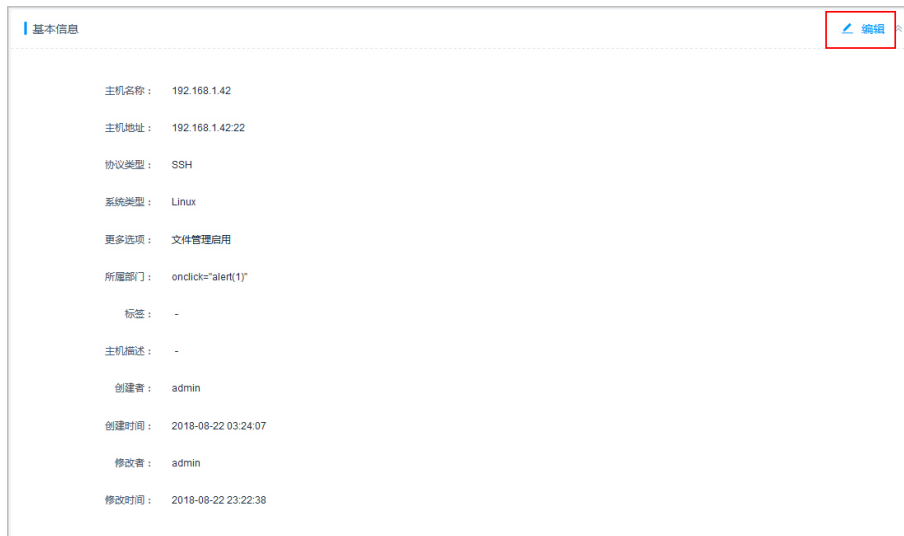 基本信息 编辑
主机名称： 192.168.1.42
主机地址： 192.168.1.42:22
协议类型： SSH
系统类型： Linux
更多选项： 文件管理启用
所属部门： onclick="alert(1)"
标签： -
主机描述： -
创建者： admin
创建时间： 2018-08-22 03:24:07
修改者： admin
修改时间： 2018-08-22 23:22:38